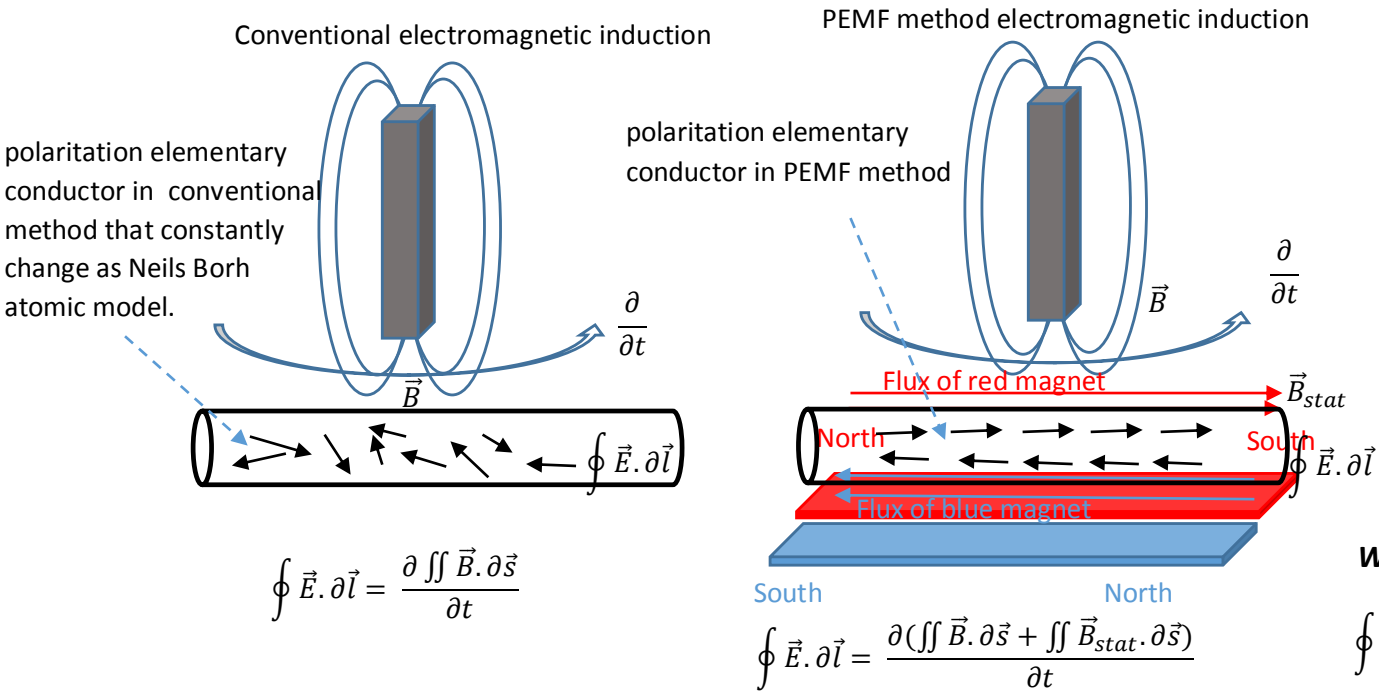 Conventional electromagnetic induction
polaritation elementary
conductor in conventional
method that constantly
change as Neils Borh
atomic model.
∂
∂t
B⃗
∮ E⃗.∂l⃗
∮ E⃗.∂l⃗ = ∂ ∬ B⃗.∂s⃗ / ∂t
PEMF method electromagnetic induction
polaritation elementary
conductor in PEMF method
∂
∂t
B⃗
Flux of red magnet
B⃗stat
North
South
∮ E⃗.∂l⃗
Flux of blue magnet
South
North
∮ E⃗.∂l⃗ = ∂(∬ B⃗.∂s⃗ + ∬ B⃗stat.∂s⃗) / ∂t
W
∮